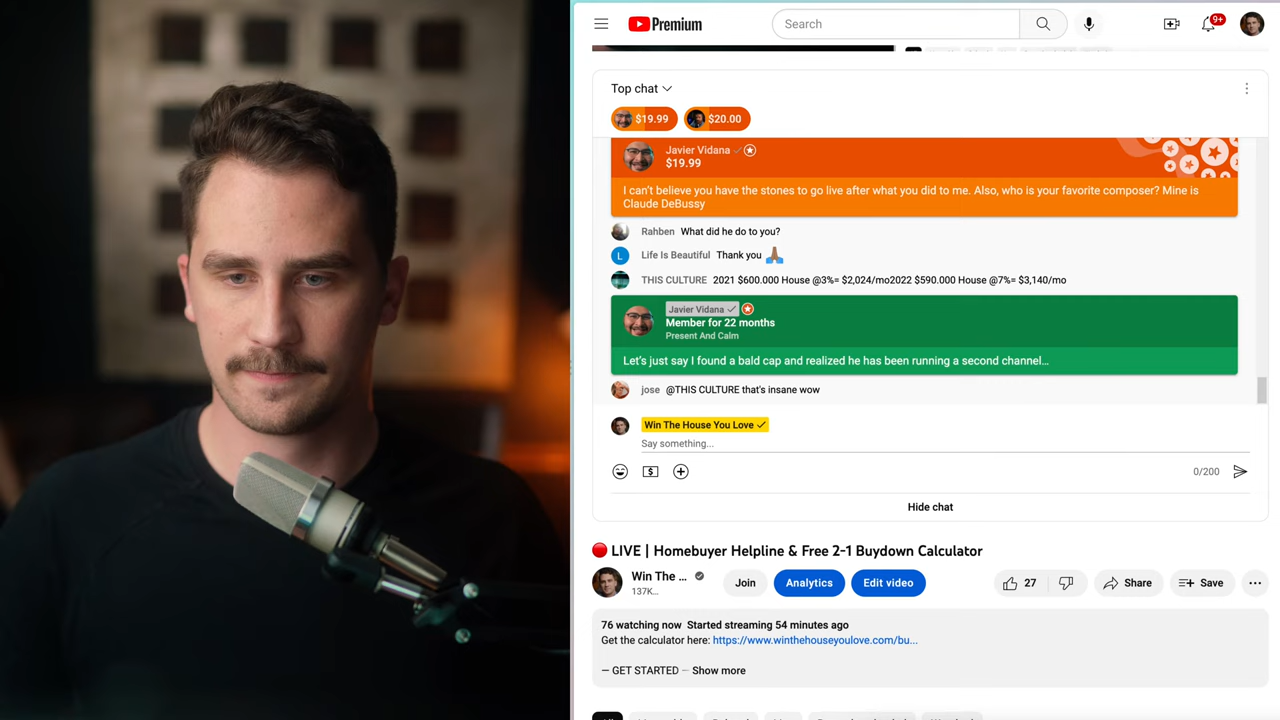 Premium
Search
9+
Top chat
$19.99
$20.00
Javier Vidana
$19.99
I can't believe you have the stones to go live after what you did to me. Also, who is your favorite composer? Mine is
Claude DeBussy
Rahben What did he do to you?
L Life Is Beautiful Thank you
THIS CULTURE 2021 $600.000 House @3%= $2,024/mo2022 $590.000 House @7%= $3,140/mo
Javier Vidana
Member for 22 months
Present And Calm
Let's just say I found a bald cap and realized he has been running a second channel...
jose @THIS CULTURE that's insane wow
Win The House You Love
Say something...
0/200
Hide chat
LIVE | Homebuyer Helpline & Free 2-1 Buydown Calculator
Win The ...
137K...
Join
Analytics
Edit video
27
Share
Save
76 watching now Started streaming 54 minutes ago
Get the calculator here: https://www.winthehouseyoulove.com/bu...
— GET STARTED — Show more